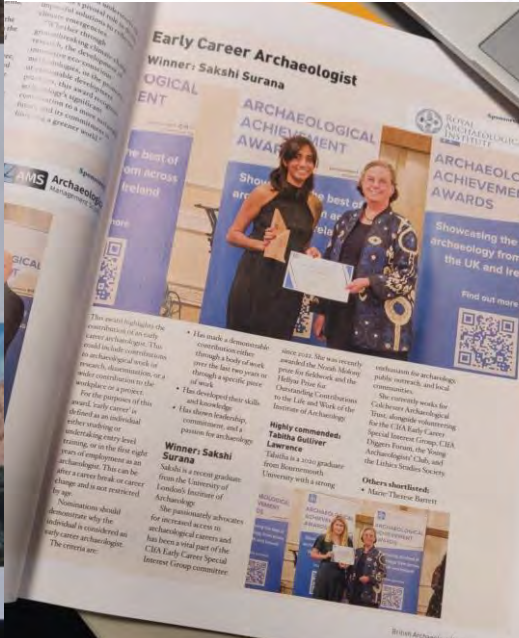 Early Career Archaeologist
Winner: Sakshi Surana
ROYAL
ARCHAEOLOGICAL
INSTITUTE
OGICAL
ENT
ARCHAEOLOGICAL
ACHIEVEMENT
AWAR
ARCHAEOLO
ACHIEVEMEN
AWARDS
he best of
om across
Ireland
Showcasing the
archaeology from
the UK and Ire
Find out more
AMS
Archaeologi
This award highlights the
contribution of an early
career archaeologist. This
could include contributions
to archaeological work or
research, dissemination, or a
wider contribution to the
workplace or a project.
For the purposes of this
award, 'early career' is
defined as an individual
either studying or
undertaking entry level
training, or in the first eight
years of employment as an
archaeologist. This can be
after a career break or career
change and is not restricted
by age.
Nominations should
demonstrate why the
individual is considered an
early career archaeologist.
The criteria are:
• Has made a demonstrable
contribution either
through a body of work
over the last two years or
through a specific piece
of work
• Has developed their skills
and knowledge
• Has shown leadership,
commitment, and a
passion for archaeology
Winner: Sakshi
Surana
Sakshi is a recent graduate
from the University of
London's Institute of
Archaeology
She passionately advocates
for increased access to
archaeological careers and
has been a vital part of the
CIfA Early Career Special
Interest Group committee
since 2022. She was recently
awarded the
prize for fieldwork and the
Prize for
Outstanding Contributions
to the Life and Work of the
Institute of Archaeology
Highly commended:
Tabitha Gulliver
Lawrence
Tabitha is a 2020 graduate
from Bournemouth
University with a strong
enthusiasm for archaeology,
public outreach, and local
communities.
She currently works for
Colchester Archaeological
Trust, alongside volunteering
for the CIfA Early Career
Special Interest Group, CIfA
Diggers Forum, the Young
Archaeologists' Club, and
the Lithics Studies Society
Others shortlisted:
• Marie-Therese Barrett
ARCHAEOLOGICAL
ACHIEVEMENT
AWARDS